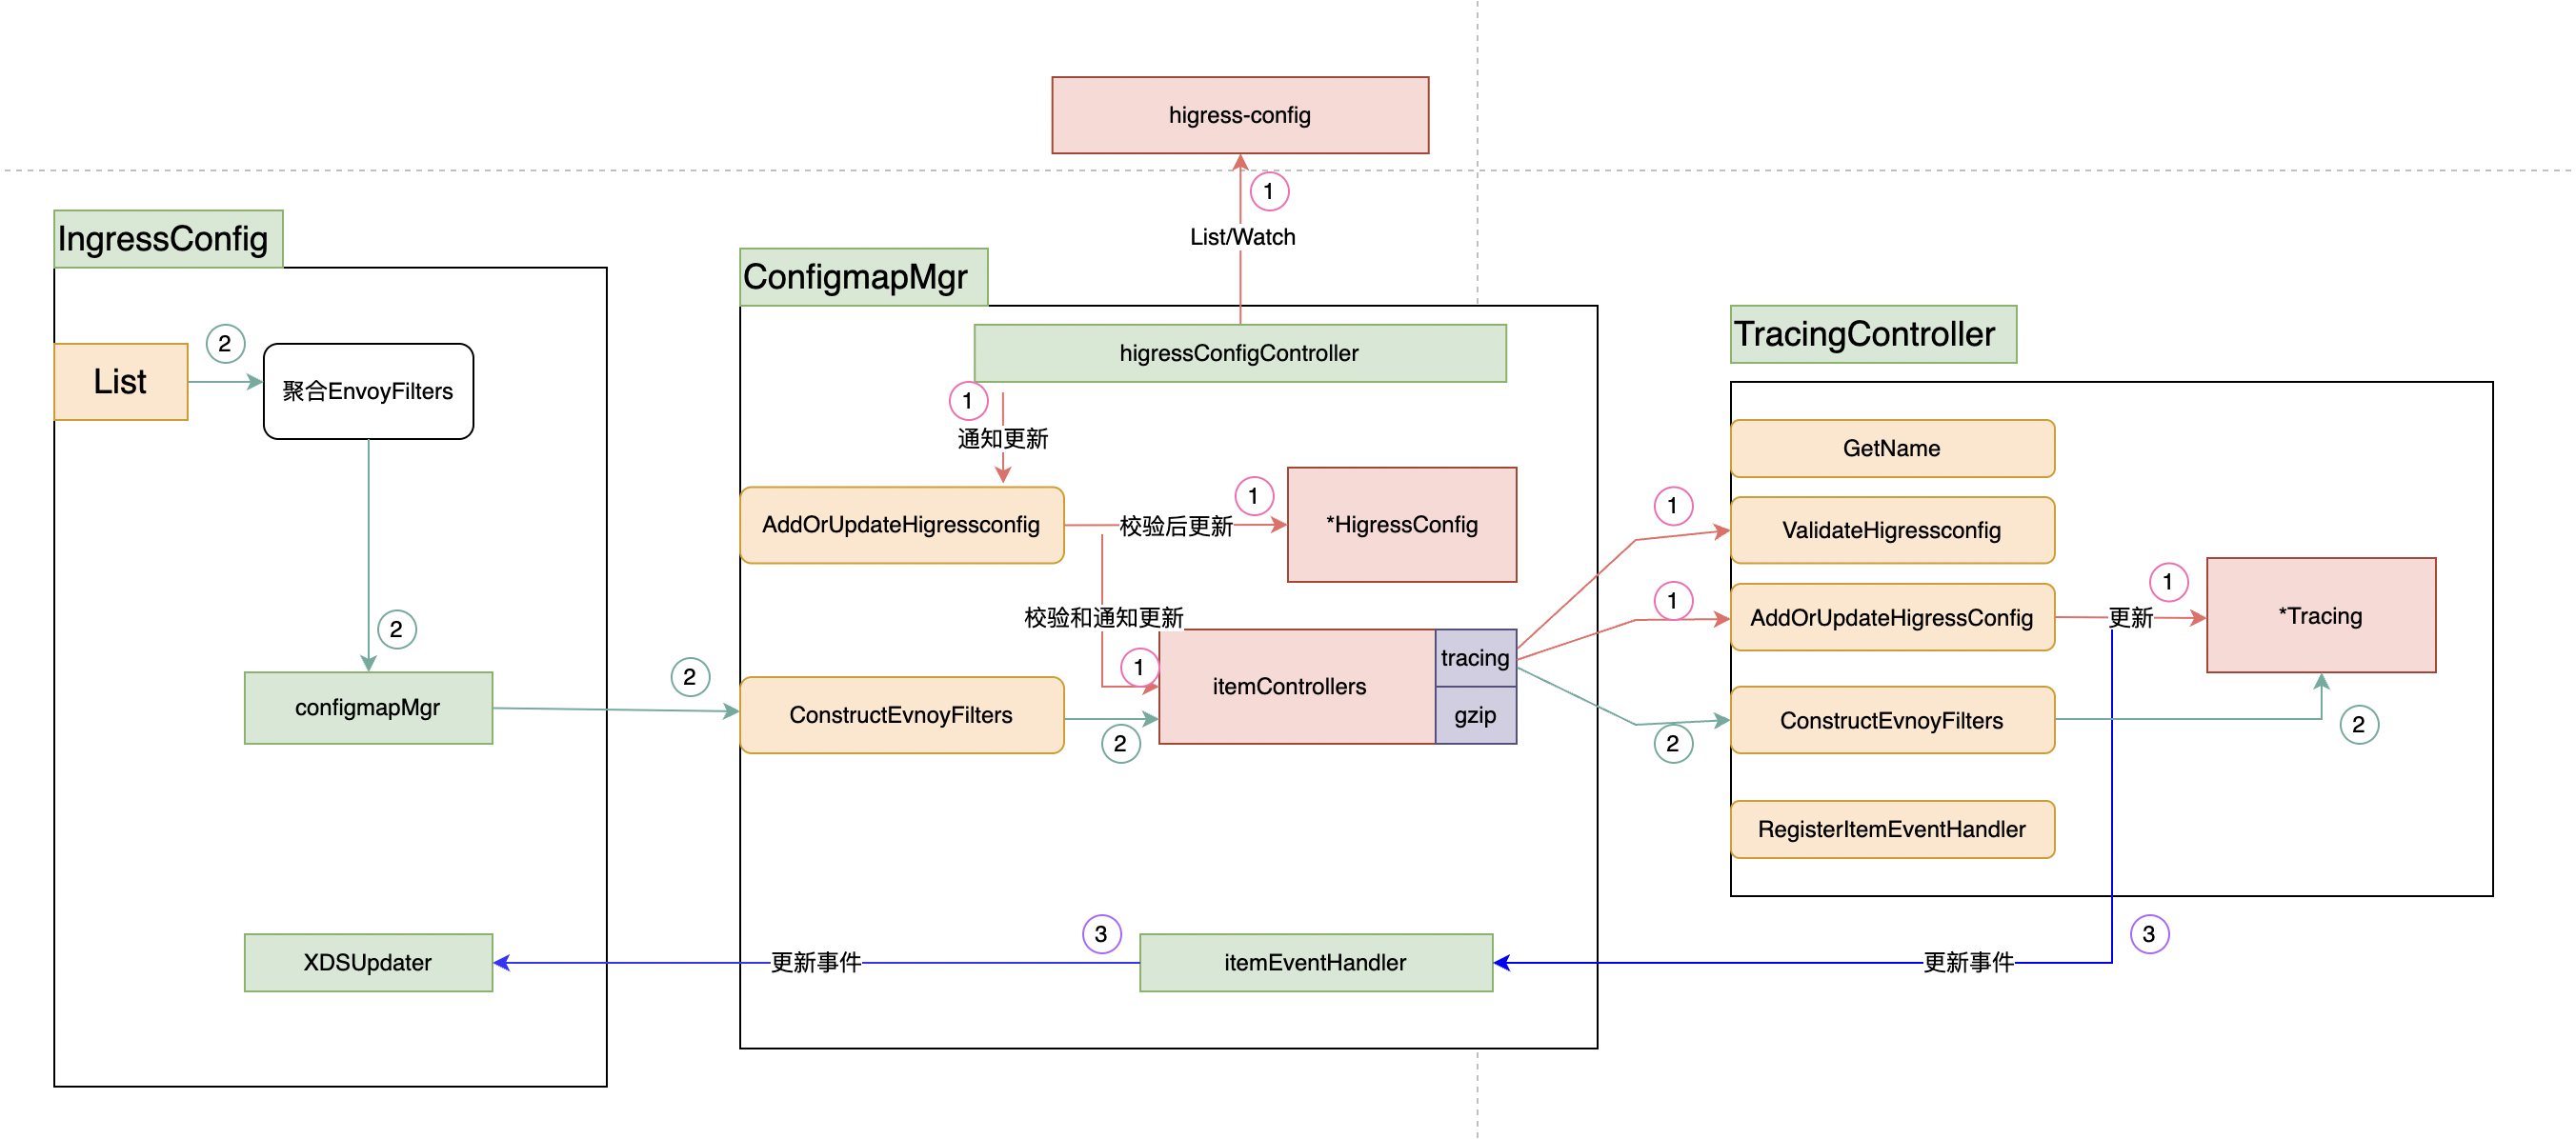 higress-config
1
List/Watch
IngressConfig
List
2
聚合EnvoyFilters
2
configmapMgr
XDSUpdater
2
ConfigmapMgr
higressConfigController
1
通知更新
AddOrUpdateHigressconfig
校验后更新
1
*HigressConfig
校验和通知更新
1
ConstructEvnoyFilters
2
itemControllers
tracing
gzip
更新事件
3
itemEventHandler
1
1
2
TracingController
GetName
ValidateHigressconfig
AddOrUpdateHigressConfig
更新
1
*Tracing
ConstructEvnoyFilters
2
RegisterItemEventHandler
更新事件
3